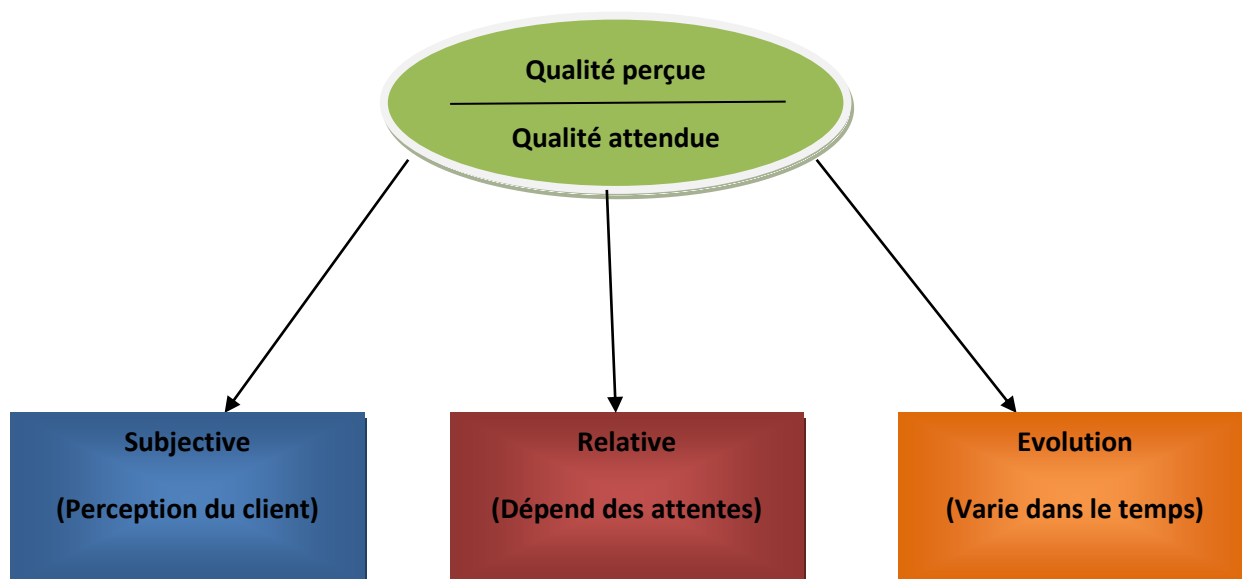 Qualité perçue
Qualité attendue
Subjective
(Perception du client)
Relative
(Dépend des attentes)
Evolution
(Varie dans le temps)